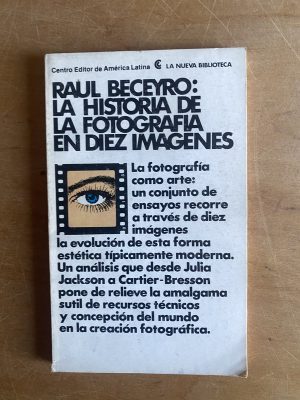 Centro Editor de América Latina LA NUEVA BIBLIOTECA
RAUL BECEYRO:
LA HISTORIA DE
LA FOTOGRAFIA
EN DIEZ IMAGENES
La fotografía
como arte:
un conjunto de
ensayos recorre
a través de diez
imágenes
la evolución de esta forma
estética típicamente moderna.
Un análisis que desde Julia
Jackson a Cartier-Bresson
pone de relieve la amalgama
sutil de recursos técnicos
y concepción del mundo
en la creación fotográfica.